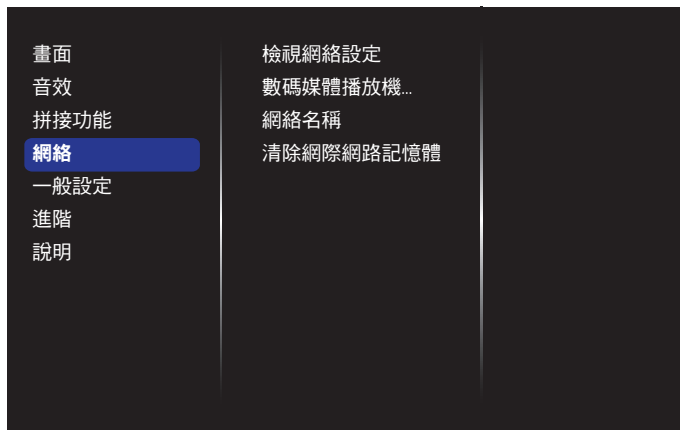 畫面
音效
拼接功能
網絡
一般設定
進階
說明
檢視網絡設定
數碼媒體播放機...
網絡名稱
清除網際網路記憶體